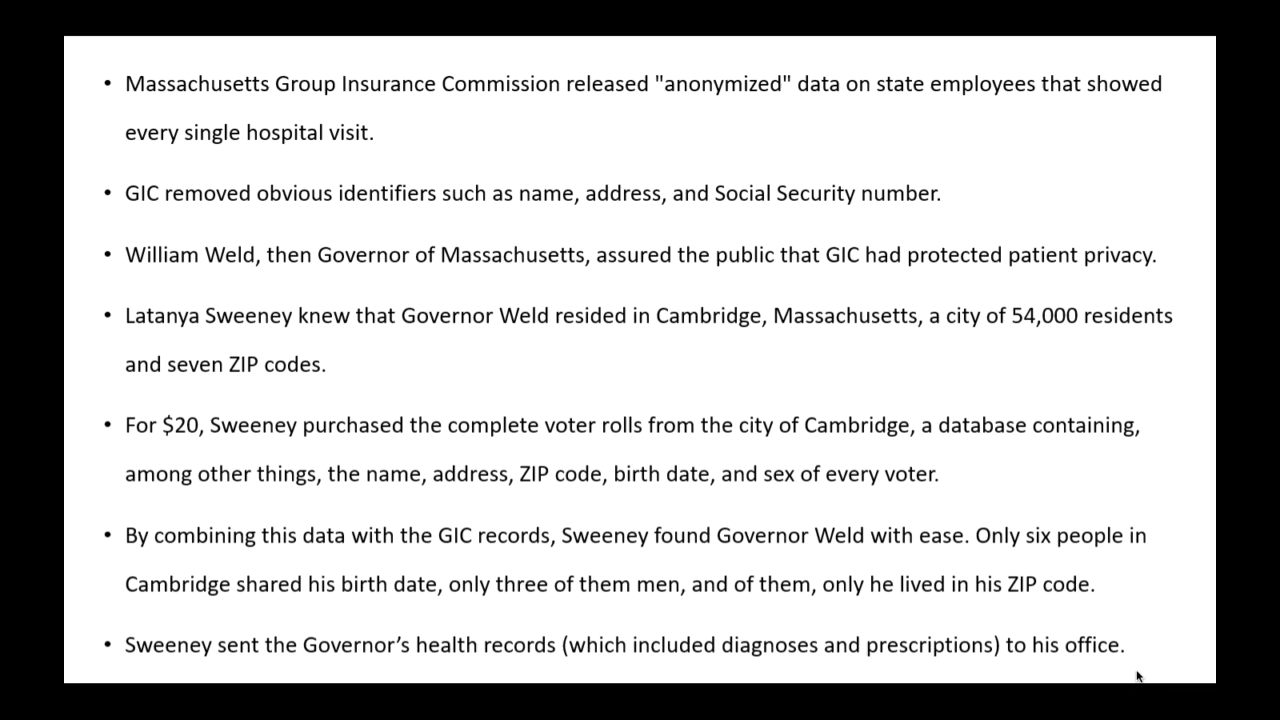 • Massachusetts Group Insurance Commission released "anonymized" data on state employees that showed
every single hospital visit.
• GIC removed obvious identifiers such as name, address, and Social Security number.
• William Weld, then Governor of Massachusetts, assured the public that GIC had protected patient privacy.
• Latanya Sweeney knew that Governor Weld resided in Cambridge, Massachusetts, a city of 54,000 residents
and seven ZIP codes.
• For $20, Sweeney purchased the complete voter rolls from the city of Cambridge, a database containing,
among other things, the name, address, ZIP code, birth date, and sex of every voter.
• By combining this data with the GIC records, Sweeney found Governor Weld with ease. Only six people in
Cambridge shared his birth date, only three of them men, and of them, only he lived in his ZIP code.
• Sweeney sent the Governor’s health records (which included diagnoses and prescriptions) to his office.